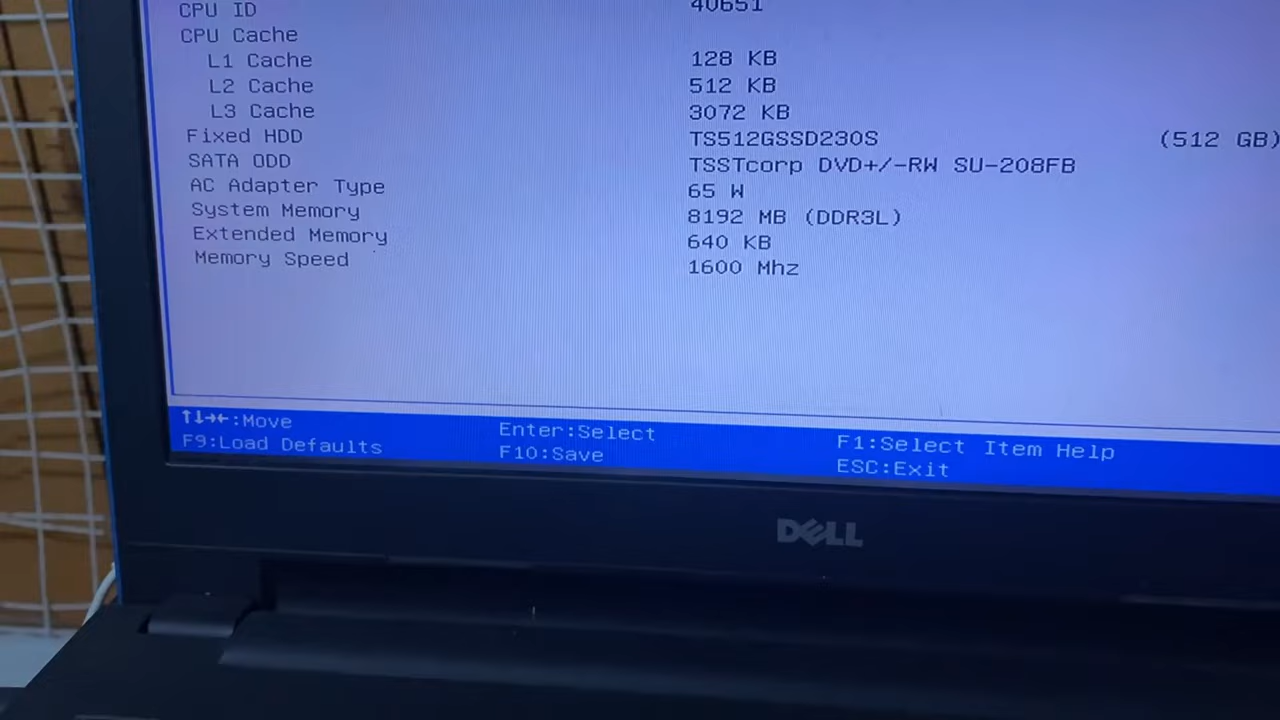 CPU ID 40651
CPU Cache
L1 Cache 128 KB
L2 Cache 512 KB
L3 Cache 3072 KB
Fixed HDD TS512GSSD230S (512 GB)
SATA ODD TSSTcorp DVD+/-RW SU-208FB
AC Adapter Type 65 W
System Memory 8192 MB (DDR3L)
Extended Memory 640 KB
Memory Speed 1600 Mhz
↑↓→←:Move Enter:Select F1:Select Item Help
F9:Load Defaults F10:Save ESC:Exit
DELL